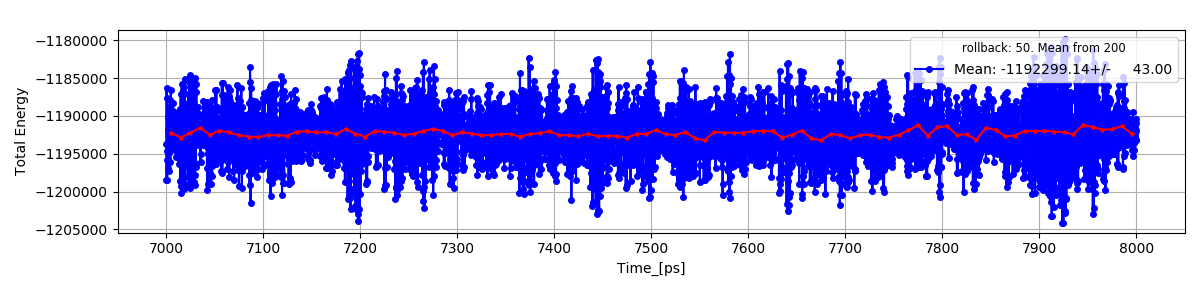 −1180000
−1185000
−1190000
−1195000
−1200000
−1205000
Total Energy
rollback: 50. Mean from 200
Mean: -1192299.14+/-     43.00
7000 7100 7200 7300 7400 7500 7600 7700 7800 7900 8000
Time_[ps]